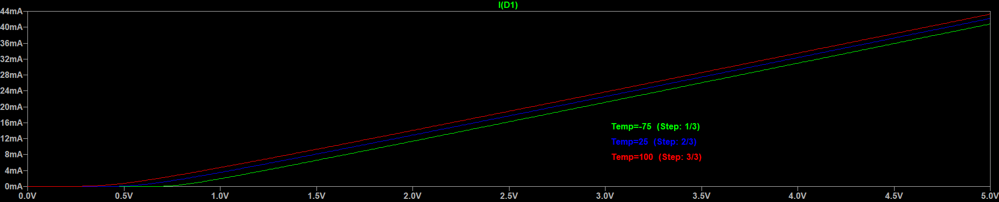 I(D1)
44mA
40mA
36mA
32mA
28mA
24mA
20mA
16mA
12mA
8mA
4mA
0mA
Temp=-75 (Step: 1/3)
Temp=25 (Step: 2/3)
Temp=100 (Step: 3/3)
0.0V 0.5V 1.0V 1.5V 2.0V 2.5V 3.0V 3.5V 4.0V 4.5V 5.0V